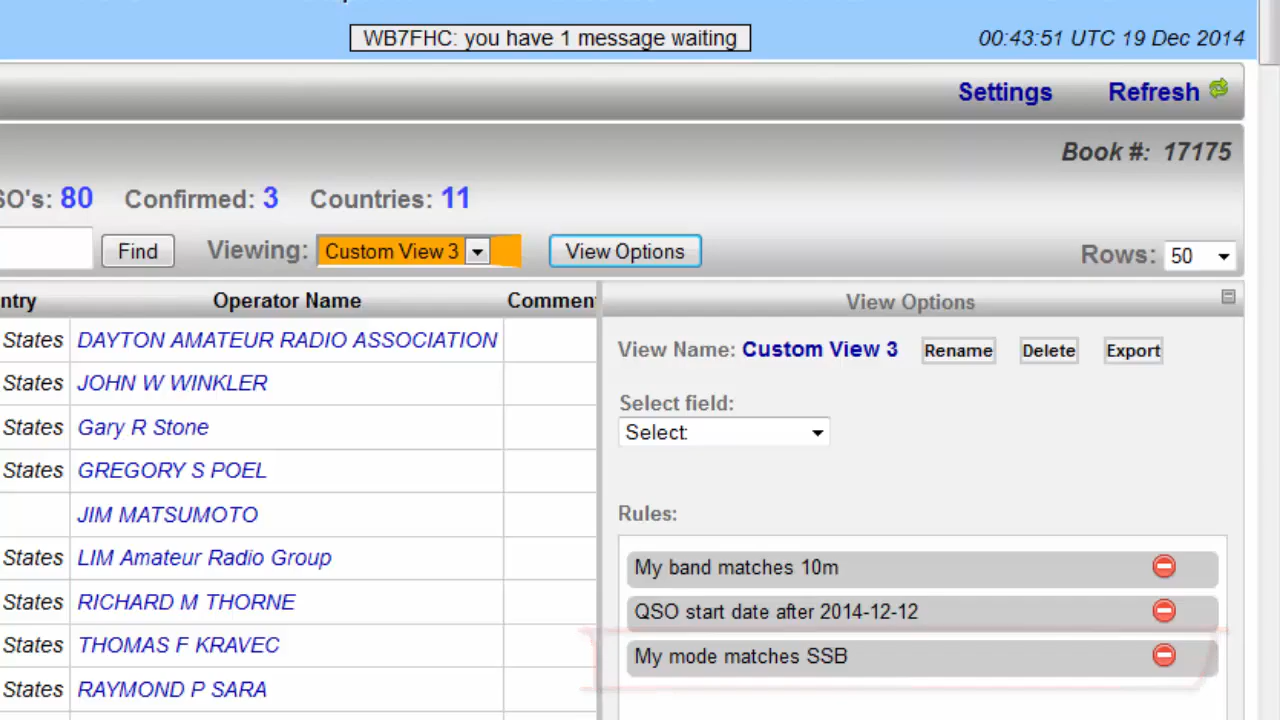 WB7FHC: you have 1 message waiting
00:43:51 UTC 19 Dec 2014
Settings Refresh
Book #: 17175
SO's: 80 Confirmed: 3 Countries: 11
Find Viewing: Custom View 3 View Options Rows: 50
ntry Operator Name Commen
View Options
States DAYTON AMATEUR RADIO ASSOCIATION
View Name: Custom View 3 Rename Delete Export
States JOHN W WINKLER
Select field:
States Gary R Stone
Select:
States GREGORY S POEL
JIM MATSUMOTO
Rules:
States LIM Amateur Radio Group
My band matches 10m
States RICHARD M THORNE
QSO start date after 2014-12-12
States THOMAS F KRAVEC
My mode matches SSB
States RAYMOND P SARA